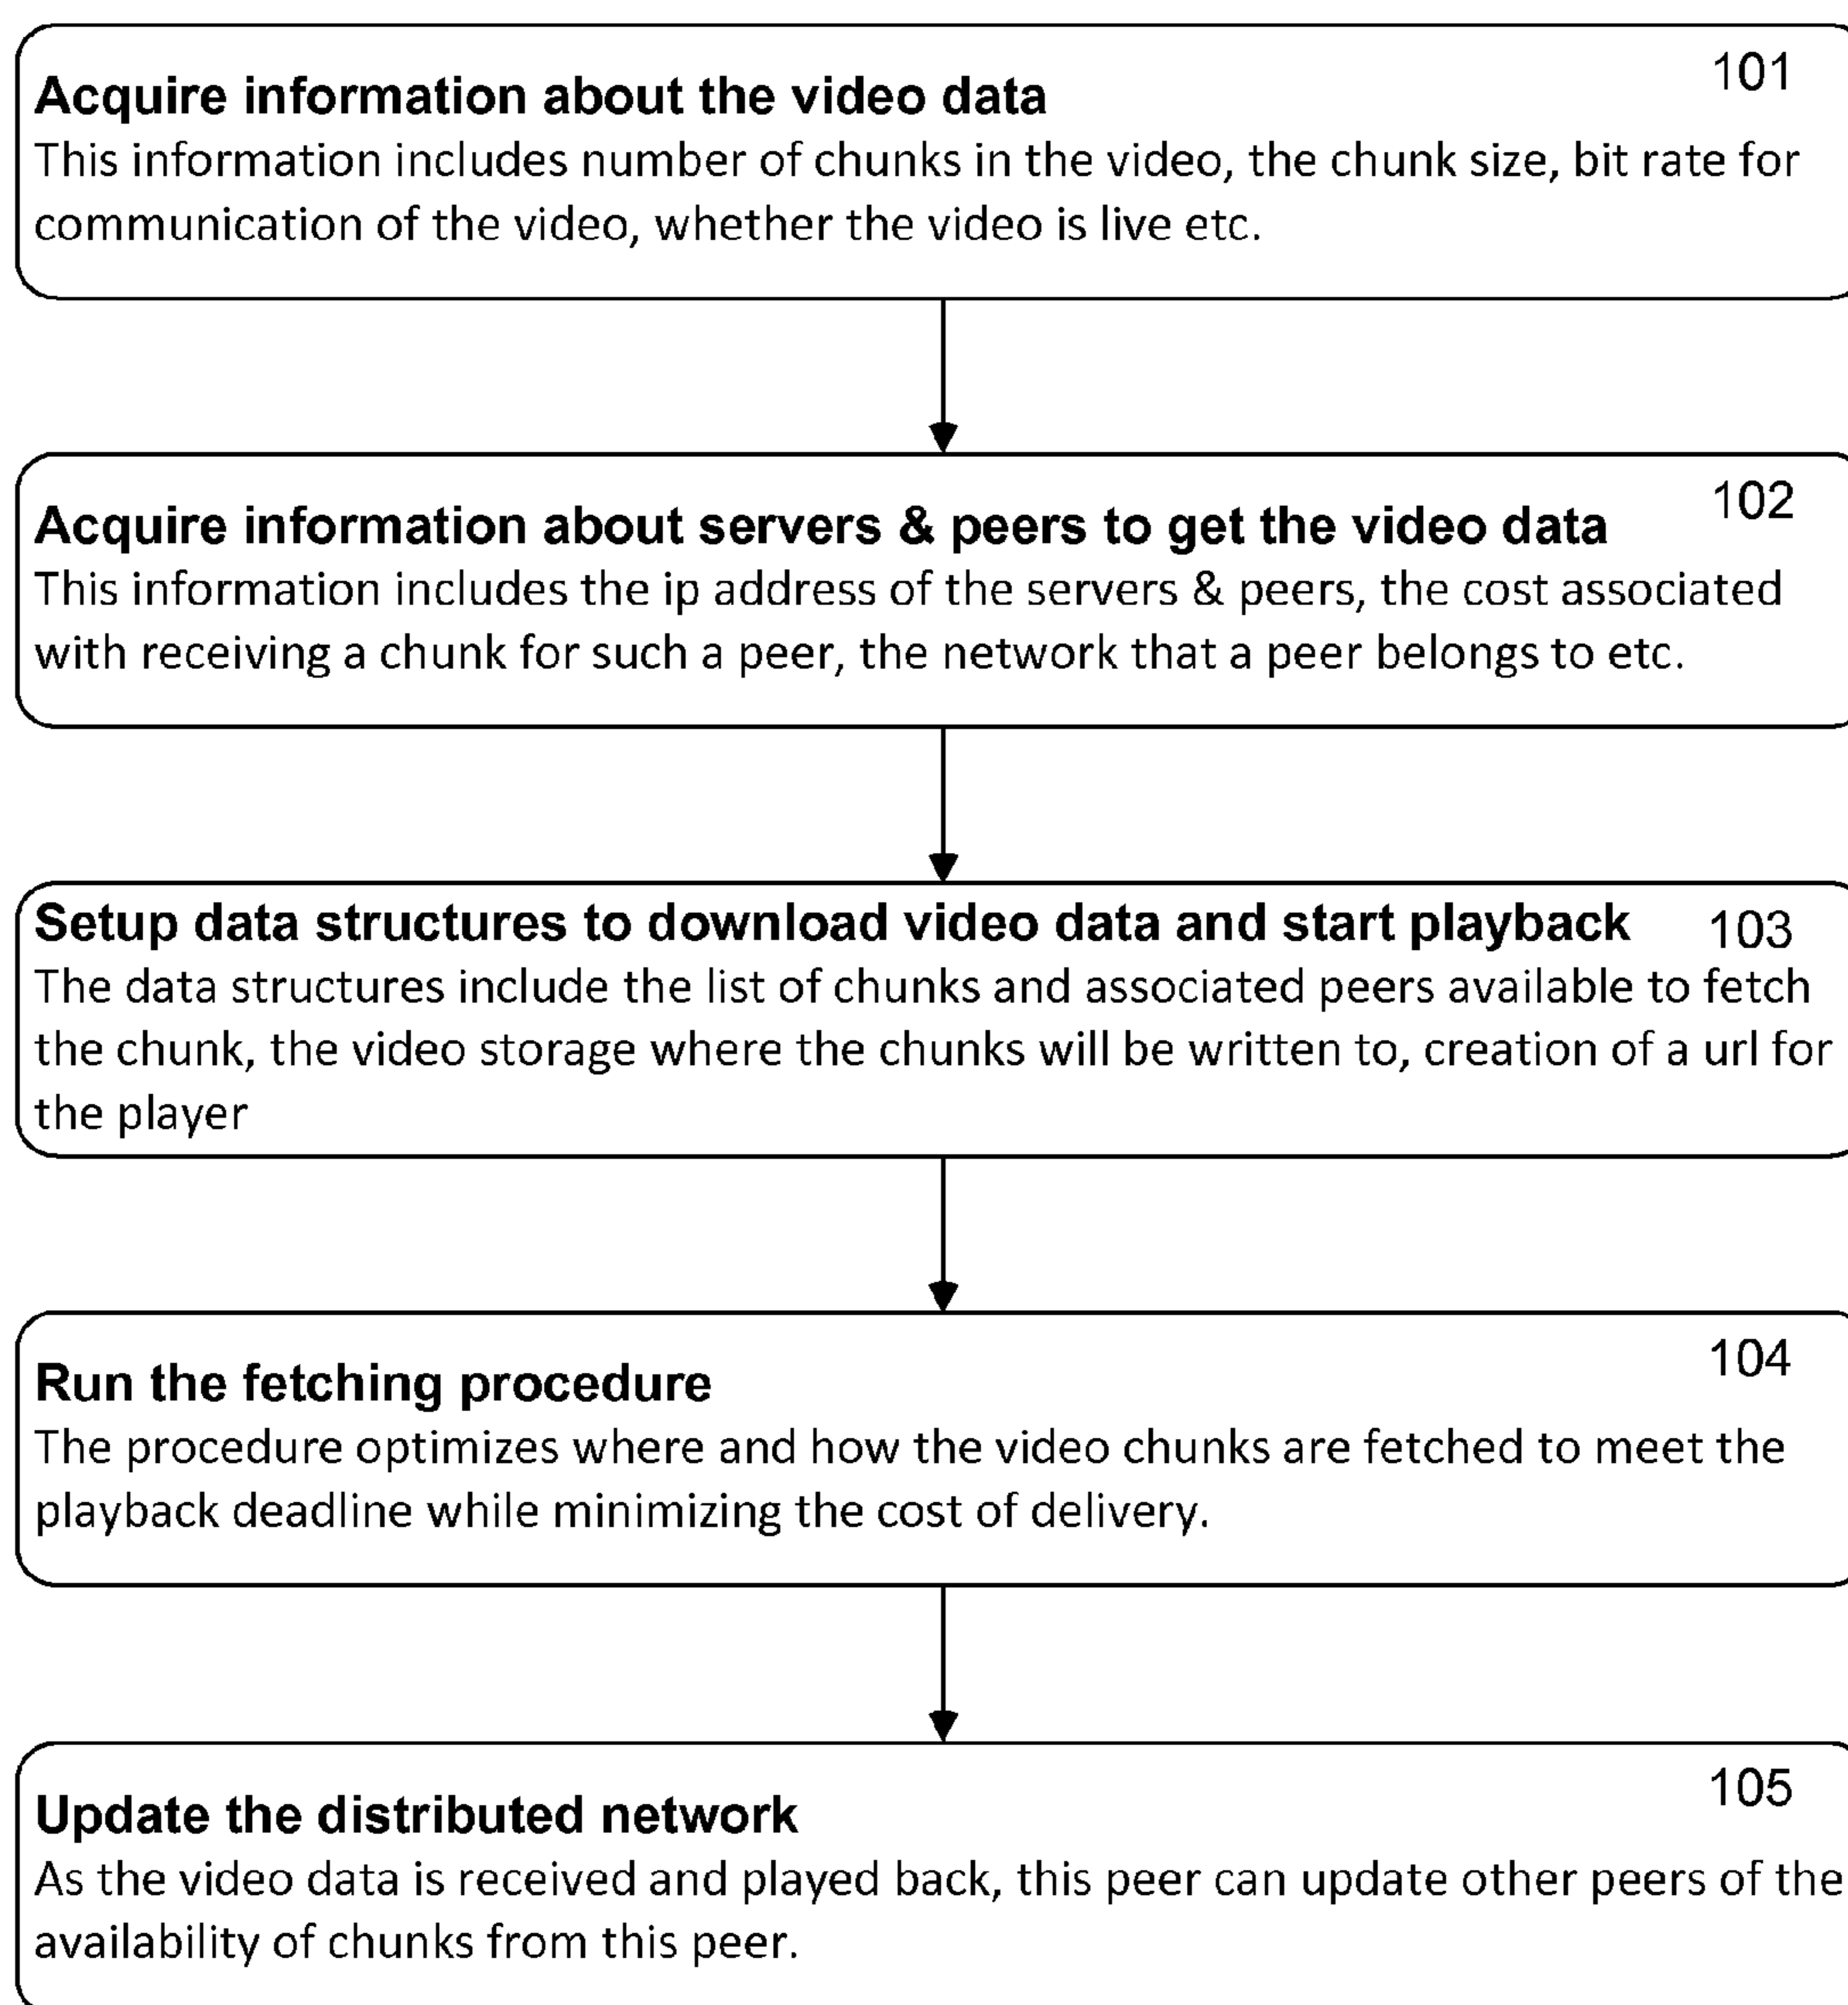 101
Acquire information about the video data
This information includes number of chunks in the video, the chunk size, bit rate for
communication of the video, whether the video is live etc.
102
Acquire information about servers & peers to get the video data
This information includes the ip address of the servers & peers, the cost associated
with receiving a chunk for such a peer, the network that a peer belongs to etc.
Setup data structures to download video data and start playback 103
The data structures include the list of chunks and associated peers available to fetch
the chunk, the video storage where the chunks will be written to, creation of a url for
the player
104
Run the fetching procedure
The procedure optimizes where and how the video chunks are fetched to meet the
playback deadline while minimizing the cost of delivery.
105
Update the distributed network
As the video data is received and played back, this peer can update other peers of the
availability of chunks from this peer.